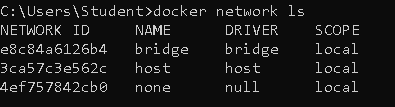 C:\Users\Student>docker network ls
NETWORK ID     NAME      DRIVER    SCOPE
e8c84a6126b4   bridge    bridge    local
3ca57c3e562c   host      host      local
4ef757842cb0   none      null      local